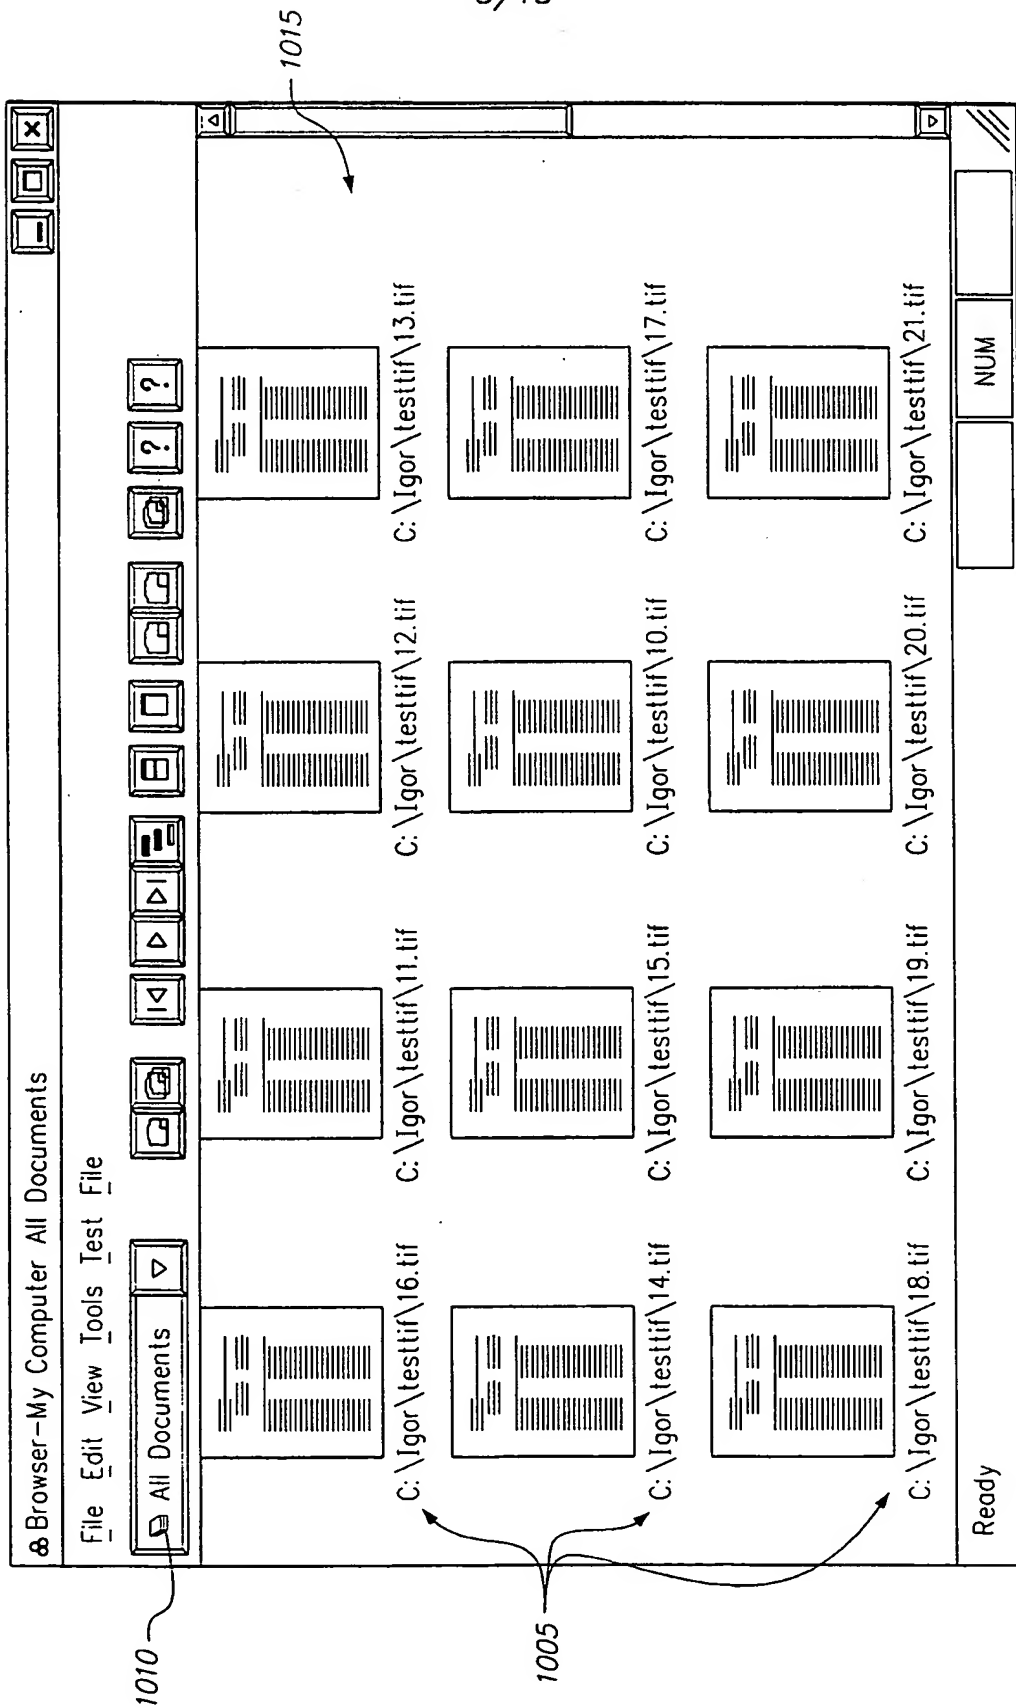 & Browser-My Computer All Documents
File Edit View Tools Test File
All Documents
? ?
C:\Igor\testtif\16.tif
C:\Igor\testtif\11.tif
C:\Igor\testtif\12.tif
C:\Igor\testtif\13.tif
C:\Igor\testtif\14.tif
C:\Igor\testtif\15.tif
C:\Igor\testtif\10.tif
C:\Igor\testtif\17.tif
C:\Igor\testtif\18.tif
C:\Igor\testtif\19.tif
C:\Igor\testtif\20.tif
C:\Igor\testtif\21.tif
Ready
NUM
1010
1005
1015